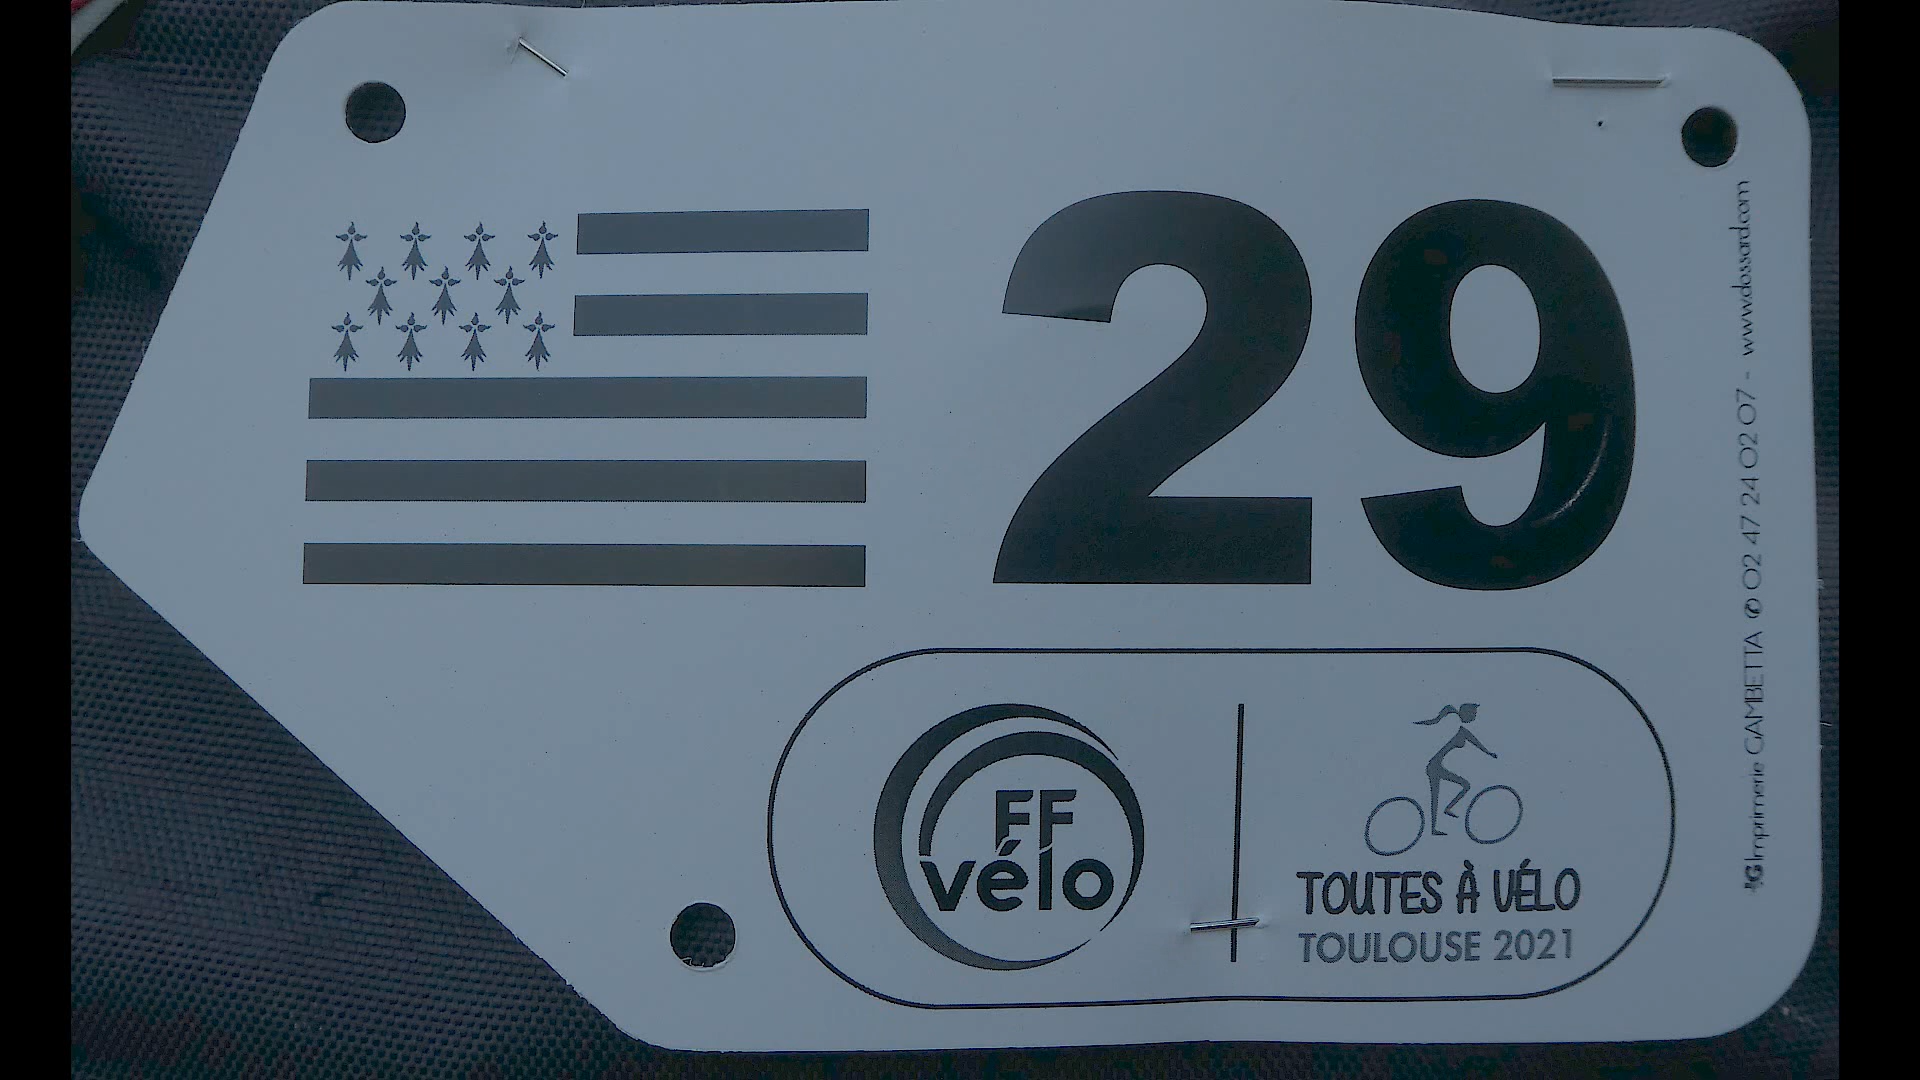 29
FF
vélo
TOUTES À VÉLO
TOULOUSE 2021
Imprimerie GAMBETTA ✆ 02 47 24 02 07 - www.dossard.com